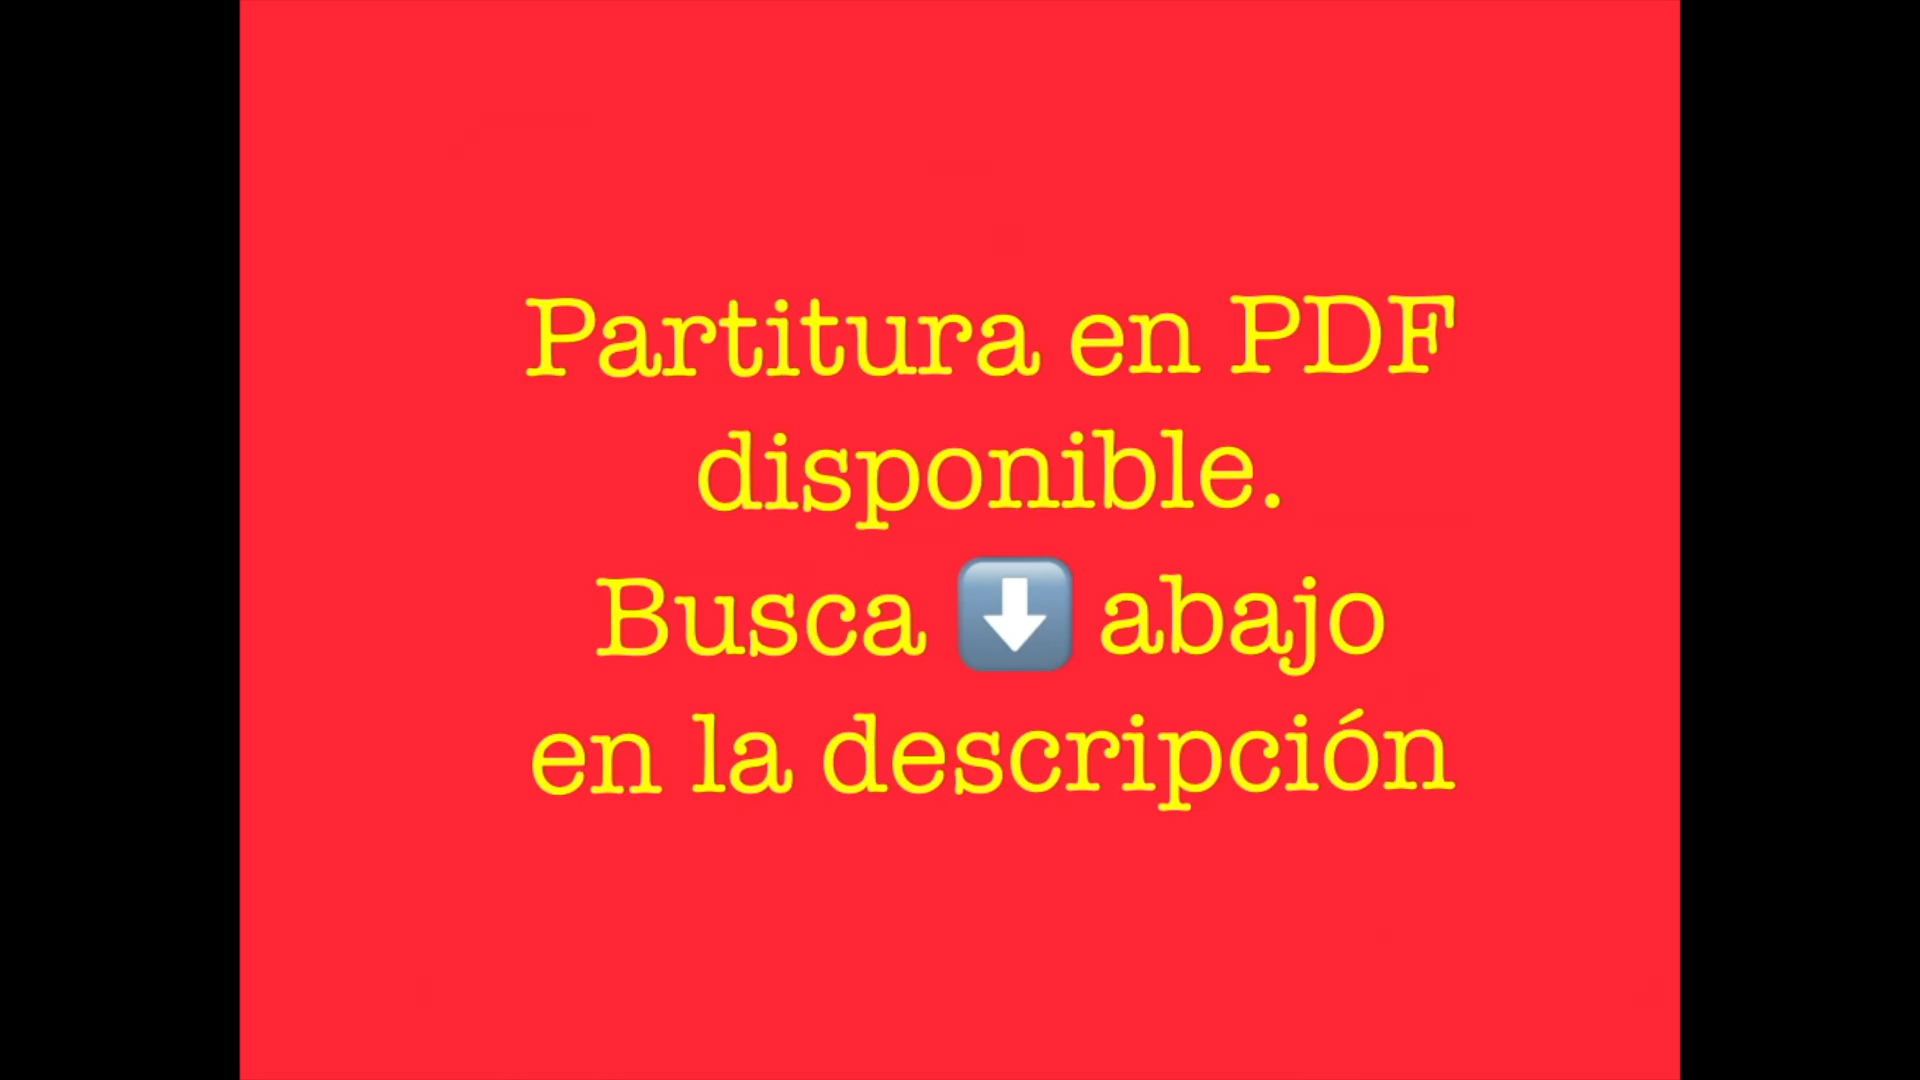 Partitura en PDF
disponible.
Busca ⬇️ abajo
en la descripción